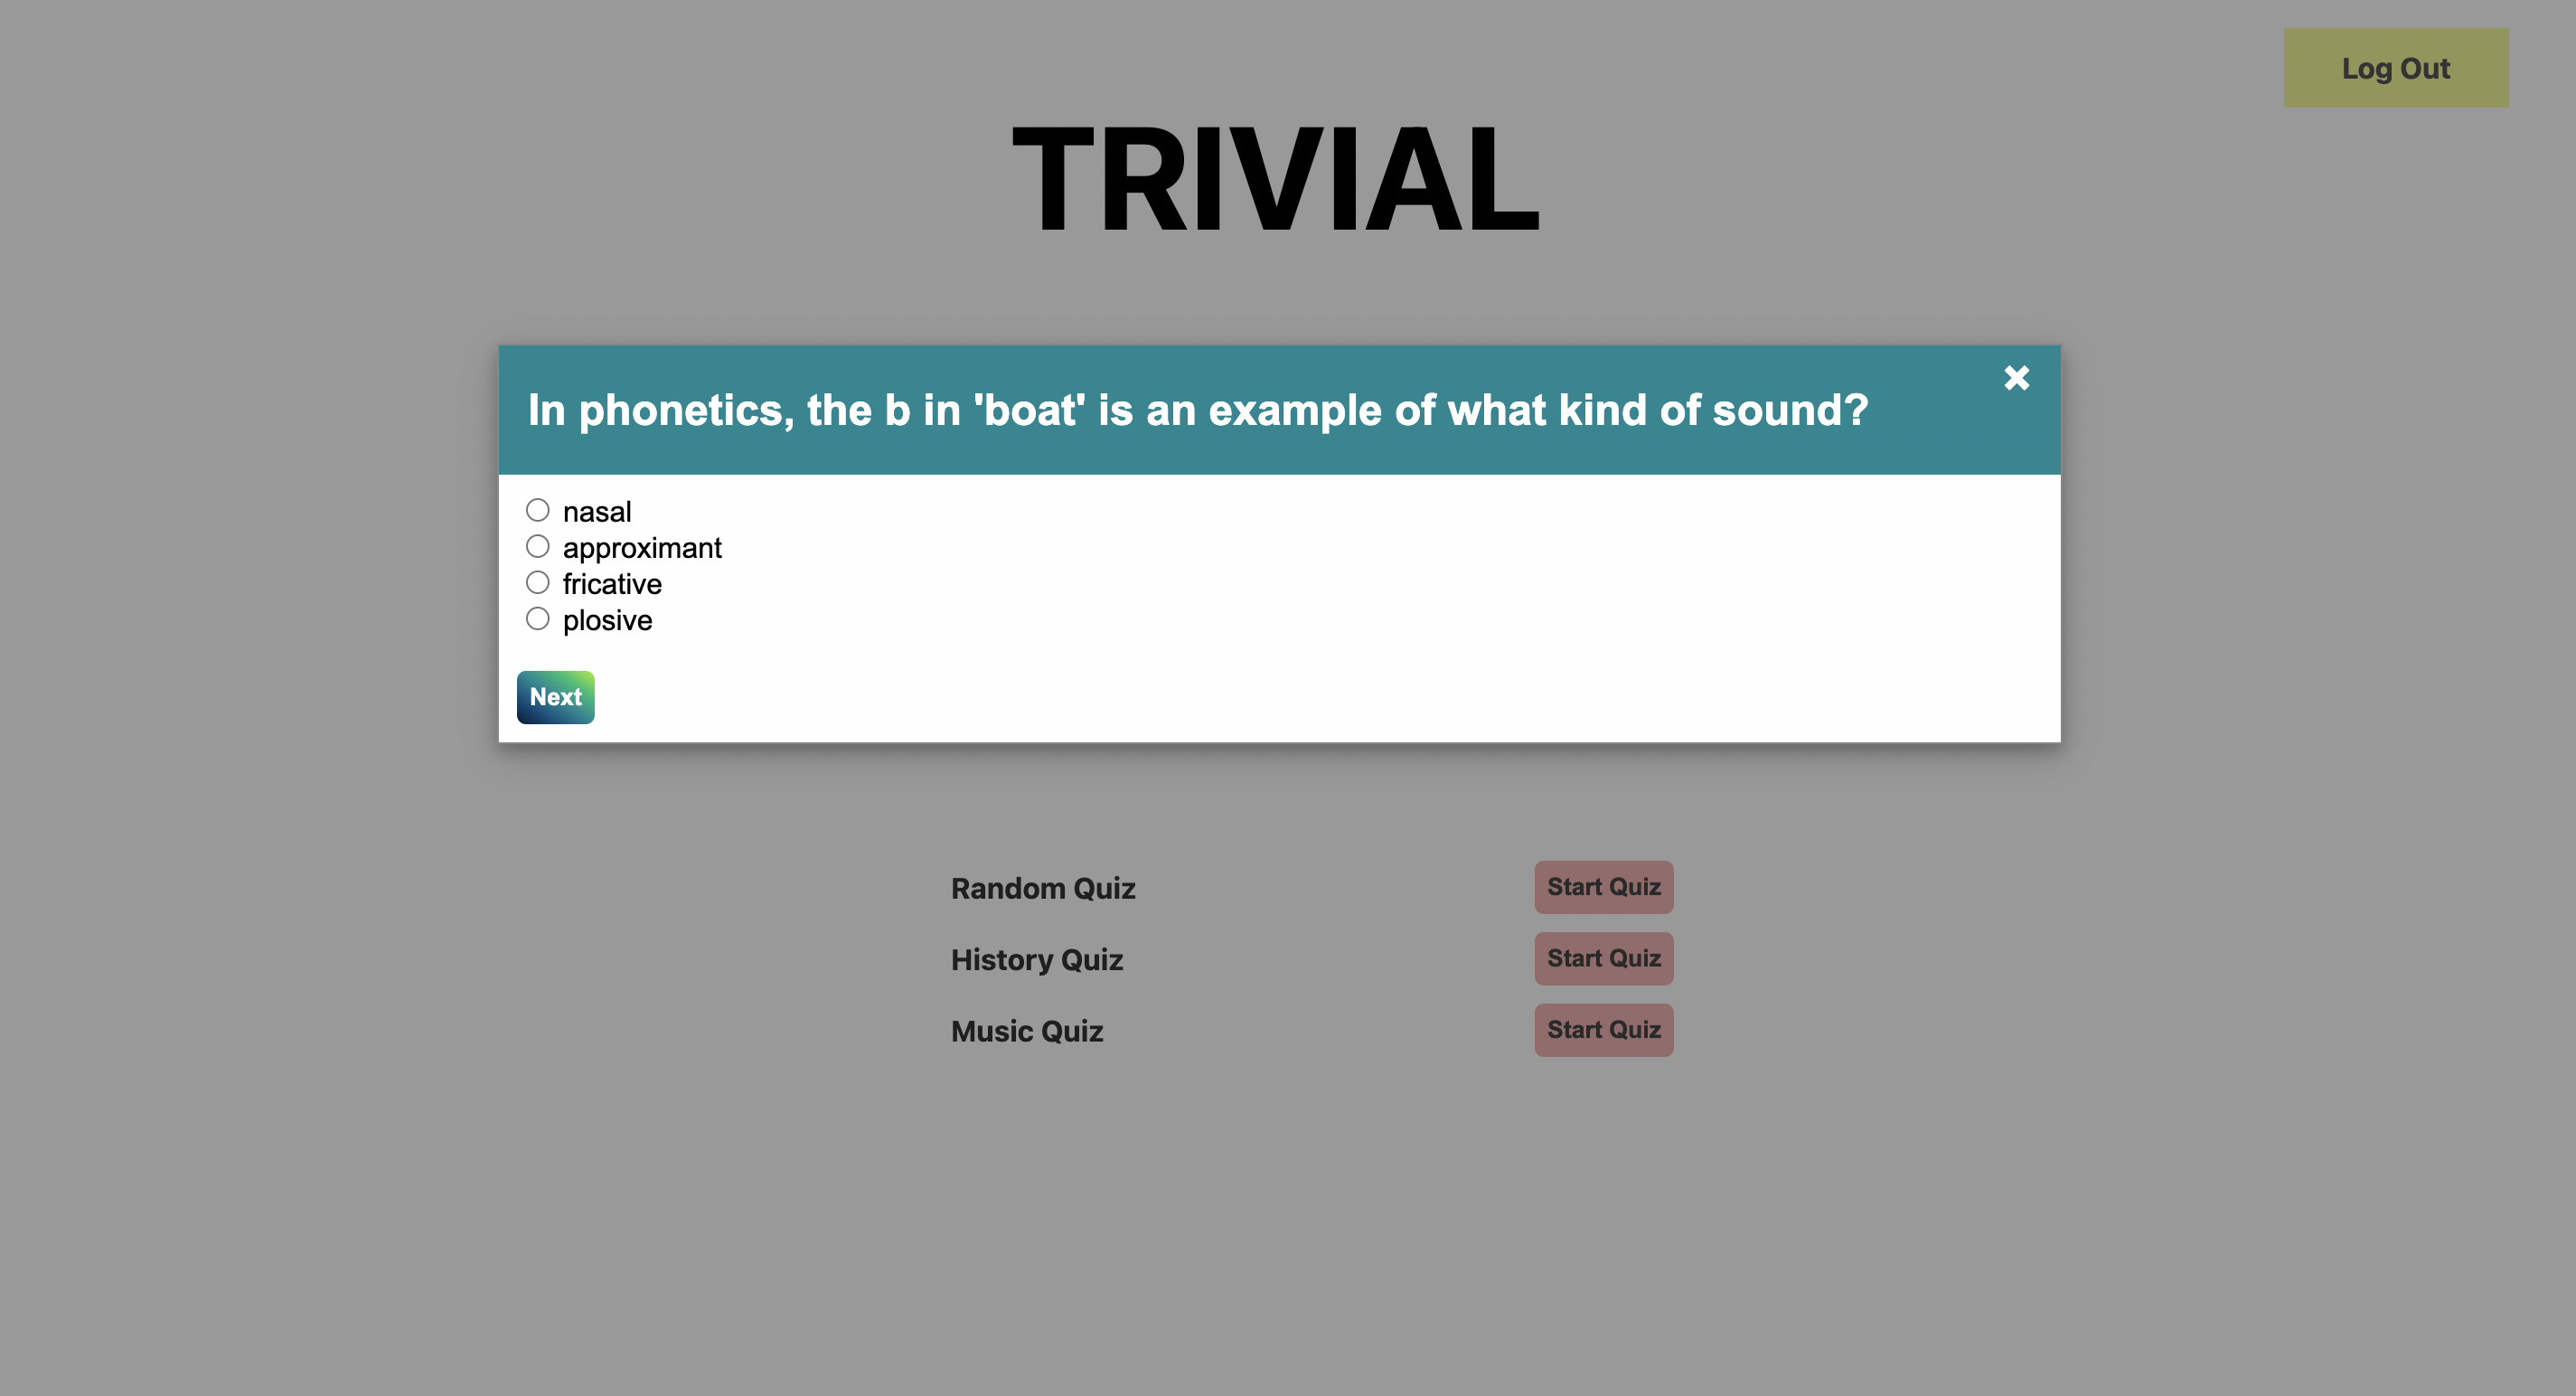 Log Out
TRIVIAL
In phonetics, the b in 'boat' is an example of what kind of sound?
nasal
approximant
fricative
plosive
Next
Random Quiz Start Quiz
History Quiz Start Quiz
Music Quiz Start Quiz